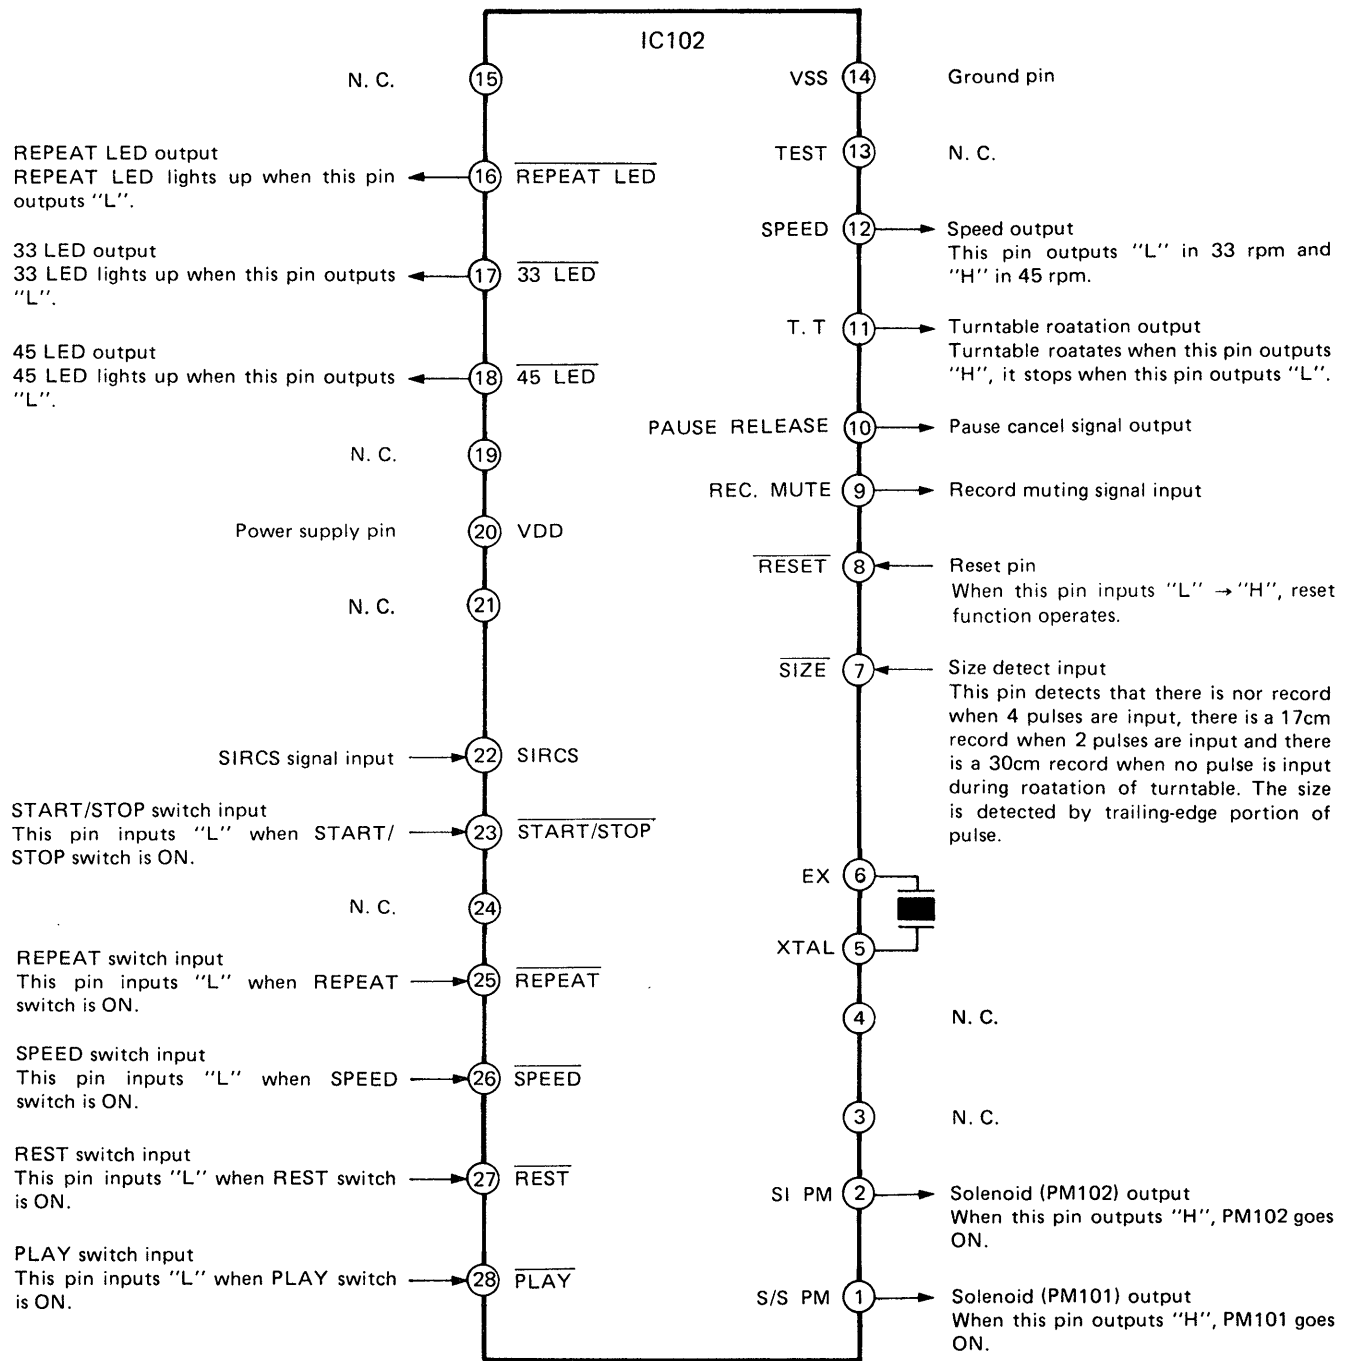 IC102
N. C.
15
REPEAT LED output
REPEAT LED lights up when this pin
outputs "L".
16
REPEAT LED
33 LED output
33 LED lights up when this pin outputs
"L".
17
33 LED
45 LED output
45 LED lights up when this pin outputs
"L".
18
45 LED
N. C.
19
Power supply pin
20
VDD
N. C.
21
SIRCS signal input
22
SIRCS
START/STOP switch input
This pin inputs "L" when START/
STOP switch is ON.
23
START/STOP
N. C.
24
REPEAT switch input
This pin inputs "L" when REPEAT
switch is ON.
25
REPEAT
SPEED switch input
This pin inputs "L" when SPEED
switch is ON.
26
SPEED
REST switch input
This pin inputs "L" when REST switch
is ON.
27
REST
PLAY switch input
This pin inputs "L" when PLAY switch
is ON.
28
PLAY
VSS
14
Ground pin
TEST
13
N. C.
SPEED
12
Speed output
This pin outputs "L" in 33 rpm and
"H" in 45 rpm.
T. T
11
Turntable roatation output
Turntable roatates when this pin outputs
"H", it stops when this pin outputs "L".
PAUSE RELEASE
10
Pause cancel signal output
REC. MUTE
9
Record muting signal input
RESET
8
Reset pin
When this pin inputs "L" → "H", reset
function operates.
SIZE
7
Size detect input
This pin detects that there is nor record
when 4 pulses are input, there is a 17cm
record when 2 pulses are input and there
is a 30cm record when no pulse is input
during roatation of turntable. The size
is detected by trailing-edge portion of
pulse.
EX
6
XTAL
5
4
N. C.
3
N. C.
SI PM
2
Solenoid (PM102) output
When this pin outputs "H", PM102 goes
ON.
S/S PM
1
Solenoid (PM101) output
When this pin outputs "H", PM101 goes
ON.